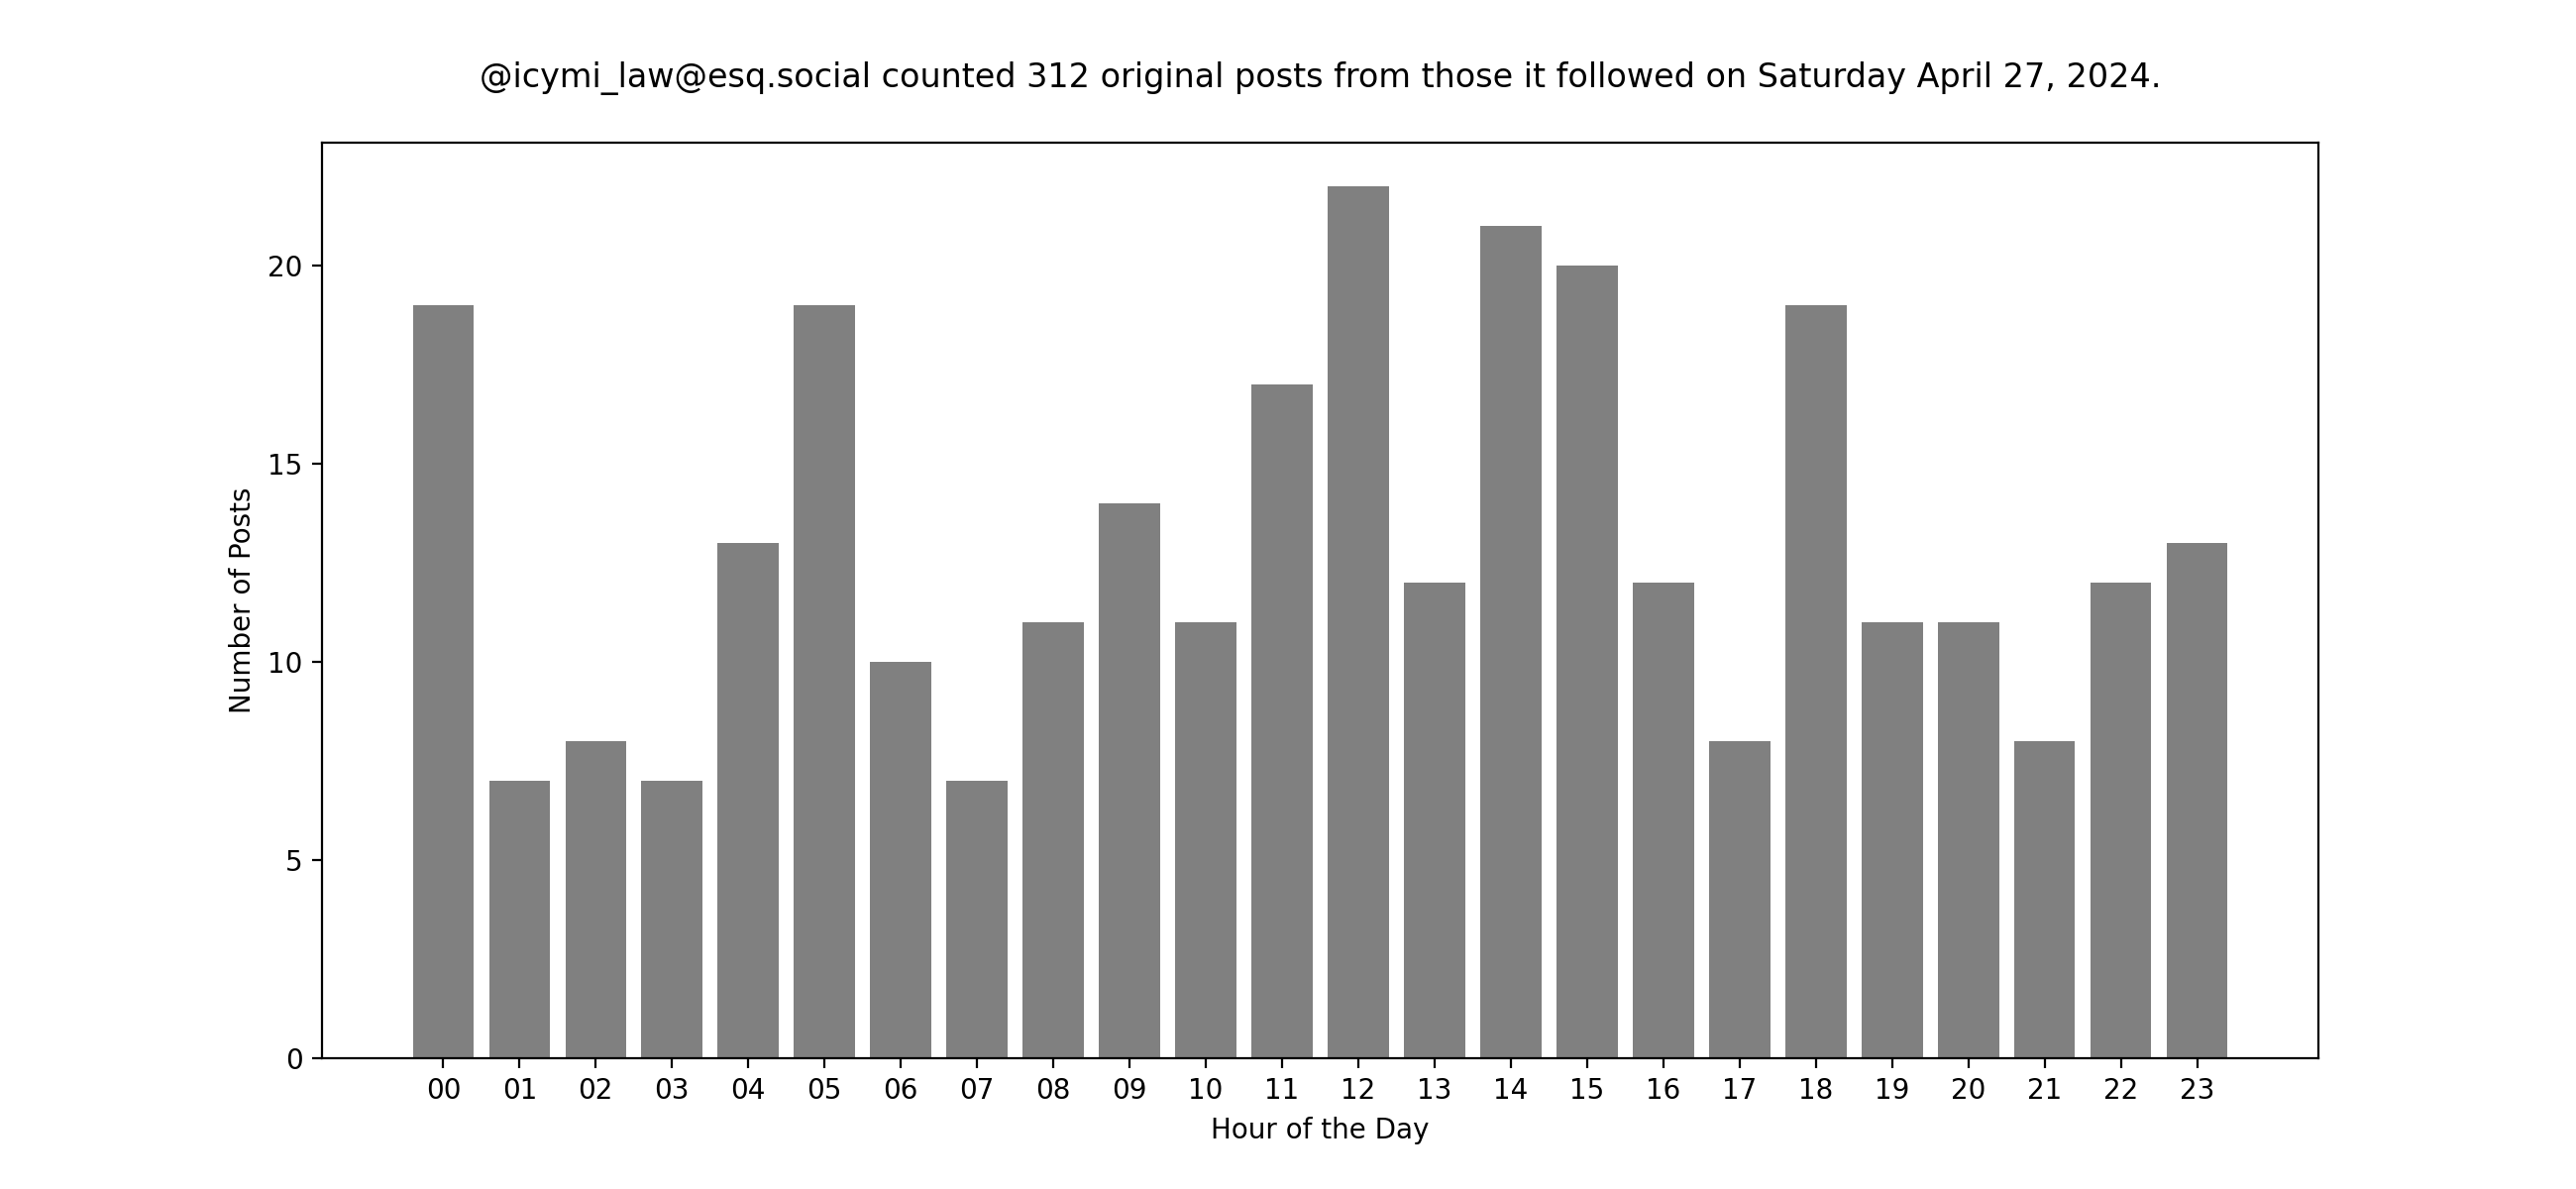 @icymi_law@esq.social counted 312 original posts from those it followed on Saturday April 27, 2024.
20
15
10
5
0
Number of Posts
00 01 02 03 04 05 06 07 08 09 10 11 12 13 14 15 16 17 18 19 20 21 22 23
Hour of the Day